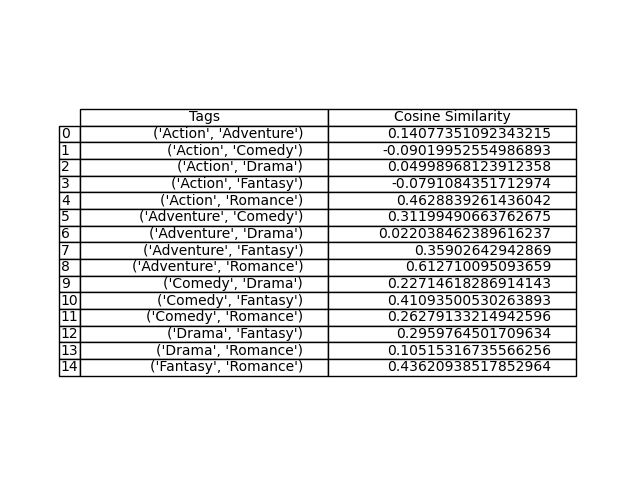 Tags Cosine Similarity
0 ('Action', 'Adventure') 0.14077351092343215
1 ('Action', 'Comedy') -0.09019952554986893
2 ('Action', 'Drama') 0.04998968123912358
3 ('Action', 'Fantasy') -0.0791084351712974
4 ('Action', 'Romance') 0.4628839261436042
5 ('Adventure', 'Comedy') 0.31199490663762675
6 ('Adventure', 'Drama') 0.022038462389616237
7 ('Adventure', 'Fantasy') 0.35902642942869
8 ('Adventure', 'Romance') 0.612710095093659
9 ('Comedy', 'Drama') 0.22714618286914143
10 ('Comedy', 'Fantasy') 0.41093500530263893
11 ('Comedy', 'Romance') 0.26279133214942596
12 ('Drama', 'Fantasy') 0.2959764501709634
13 ('Drama', 'Romance') 0.10515316735566256
14 ('Fantasy', 'Romance') 0.43620938517852964